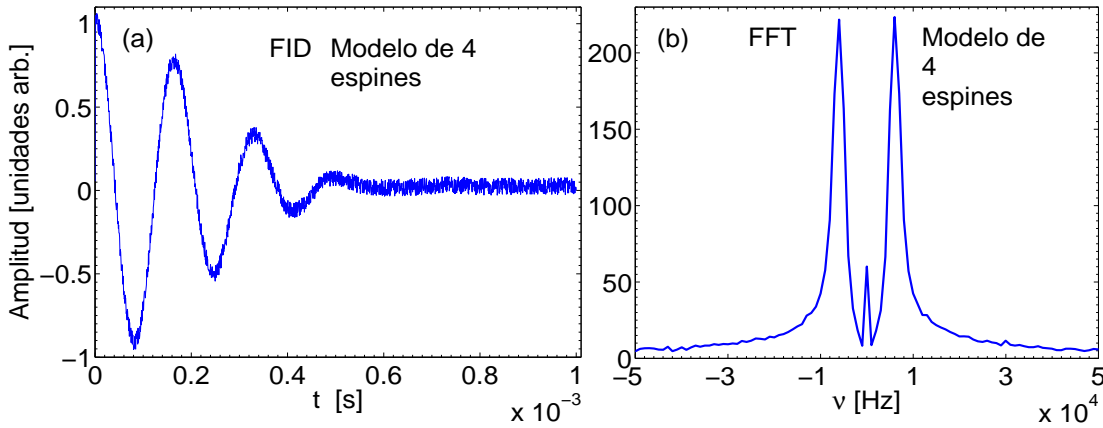 (a)
FID Modelo de 4
espines
Amplitud [unidades arb.]
1
0.5
0
−0.5
−1
0 0.2 0.4 0.6 0.8 1
t [s]
x 10⁻³
(b)
FFT
Modelo de
4
espines
200
150
100
50
0
−5 −3 −1 1 3 5
ν [Hz]
x 10⁴